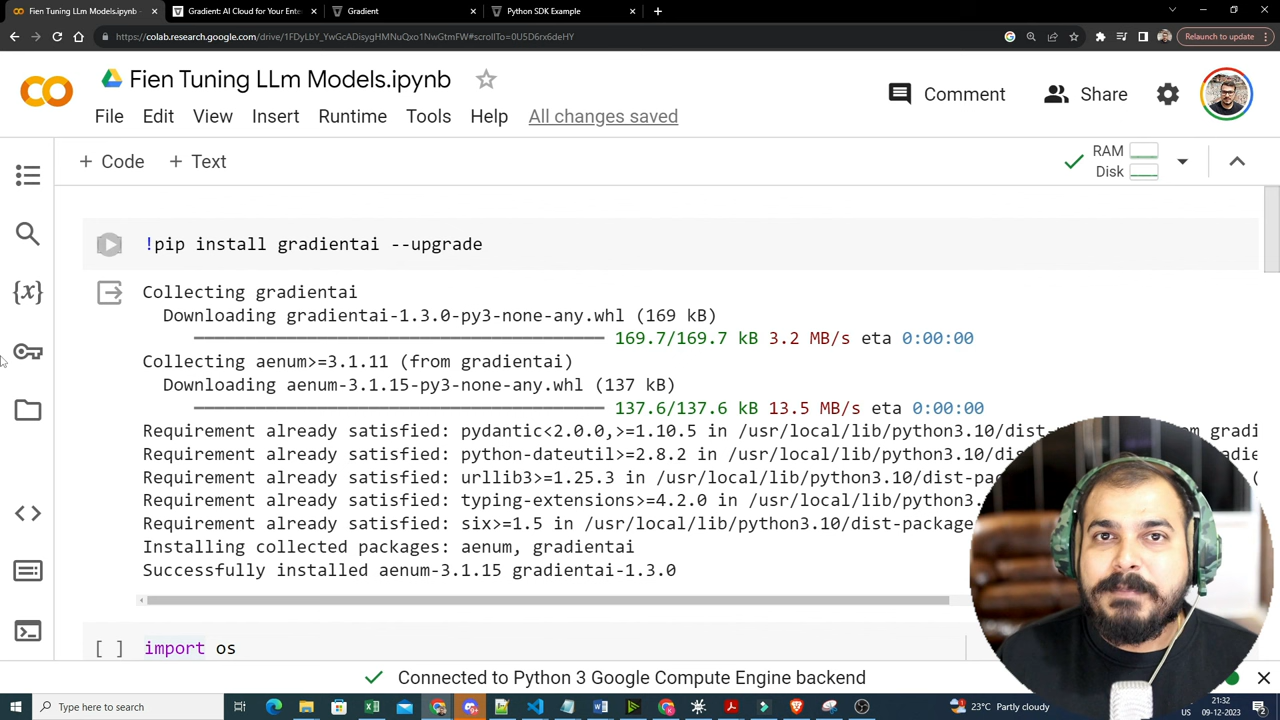 Fien Tuning LLm Models.ipynb -
Gradient: AI Cloud for Your Ente
Gradient
Python SDK Example
https://colab.research.google.com/drive/1FDyLbY_YwGcADisygHMNuQxo1NwGtmFW#scrollTo=0U5D6rx6deHY
Relaunch to update
Fien Tuning LLm Models.ipynb
Comment
Share
File Edit View Insert Runtime Tools Help All changes saved
+ Code + Text
RAM
Disk
!pip install gradientai --upgrade
Collecting gradientai
Downloading gradientai-1.3.0-py3-none-any.whl (169 kB)
169.7/169.7 kB 3.2 MB/s eta 0:00:00
Collecting aenum>=3.1.11 (from gradientai)
Downloading aenum-3.1.15-py3-none-any.whl (137 kB)
137.6/137.6 kB 13.5 MB/s eta 0:00:00
Requirement already satisfied: pydantic<2.0.0,>=1.10.5 in /usr/local/lib/python3.10/dist- from gradi
Requirement already satisfied: python-dateutil>=2.8.2 in /usr/local/lib/python3.10/dis
Requirement already satisfied: urllib3>=1.25.3 in /usr/local/lib/python3.10/dist-pac
Requirement already satisfied: typing-extensions>=4.2.0 in /usr/local/lib/python3.
Requirement already satisfied: six>=1.5 in /usr/local/lib/python3.10/dist-package
Installing collected packages: aenum, gradientai
Successfully installed aenum-3.1.15 gradientai-1.3.0
[ ] import os
Connected to Python 3 Google Compute Engine backend
Type here to search
23°C Partly cloudy
US
21:32
09-12-2023